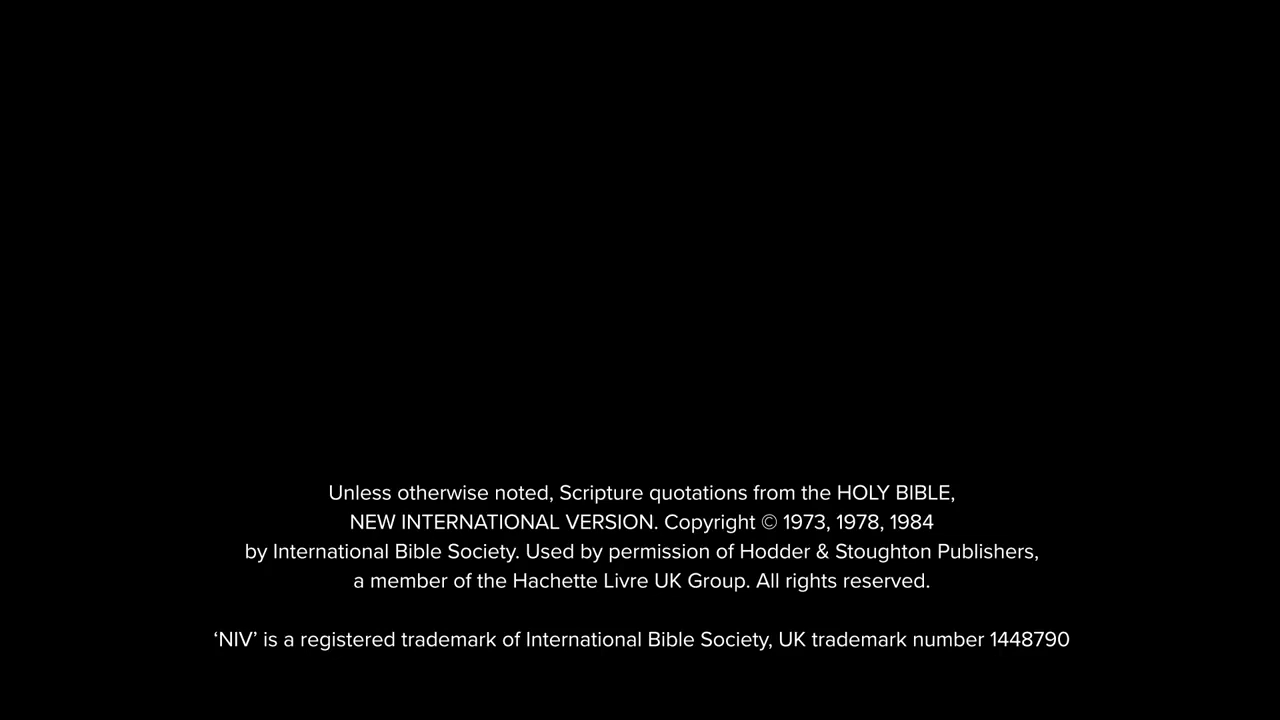 Unless otherwise noted, Scripture quotations from the HOLY BIBLE,
NEW INTERNATIONAL VERSION. Copyright © 1973, 1978, 1984
by International Bible Society. Used by permission of Hodder & Stoughton Publishers,
a member of the Hachette Livre UK Group. All rights reserved.
‘NIV’ is a registered trademark of International Bible Society, UK trademark number 1448790